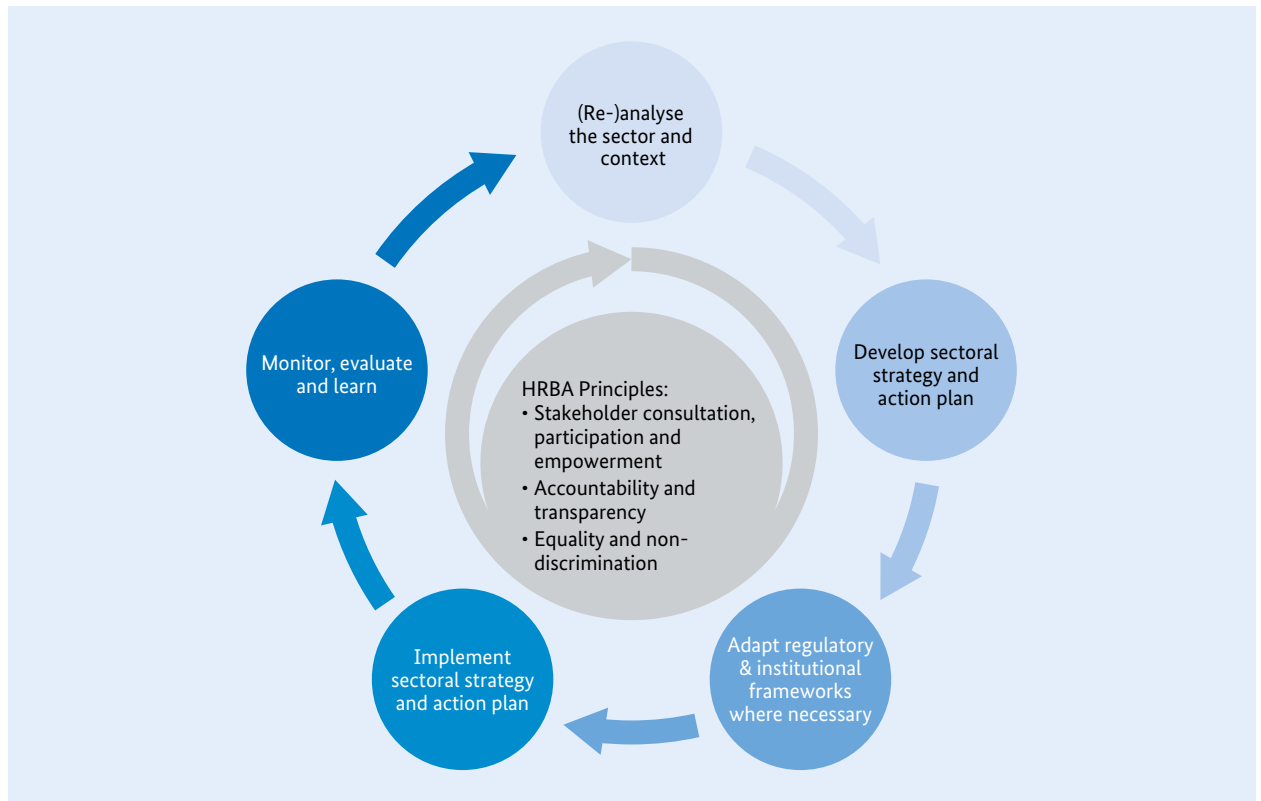 (Re-)analyse
the sector and
context
Develop sectoral
strategy and
action plan
Adapt regulatory
& institutional
frameworks
where necessary
Implement
sectoral strategy
and action plan
Monitor, evaluate
and learn
HRBA Principles:
• Stakeholder consultation,
participation and
empowerment
• Accountability and
transparency
• Equality and non-
discrimination